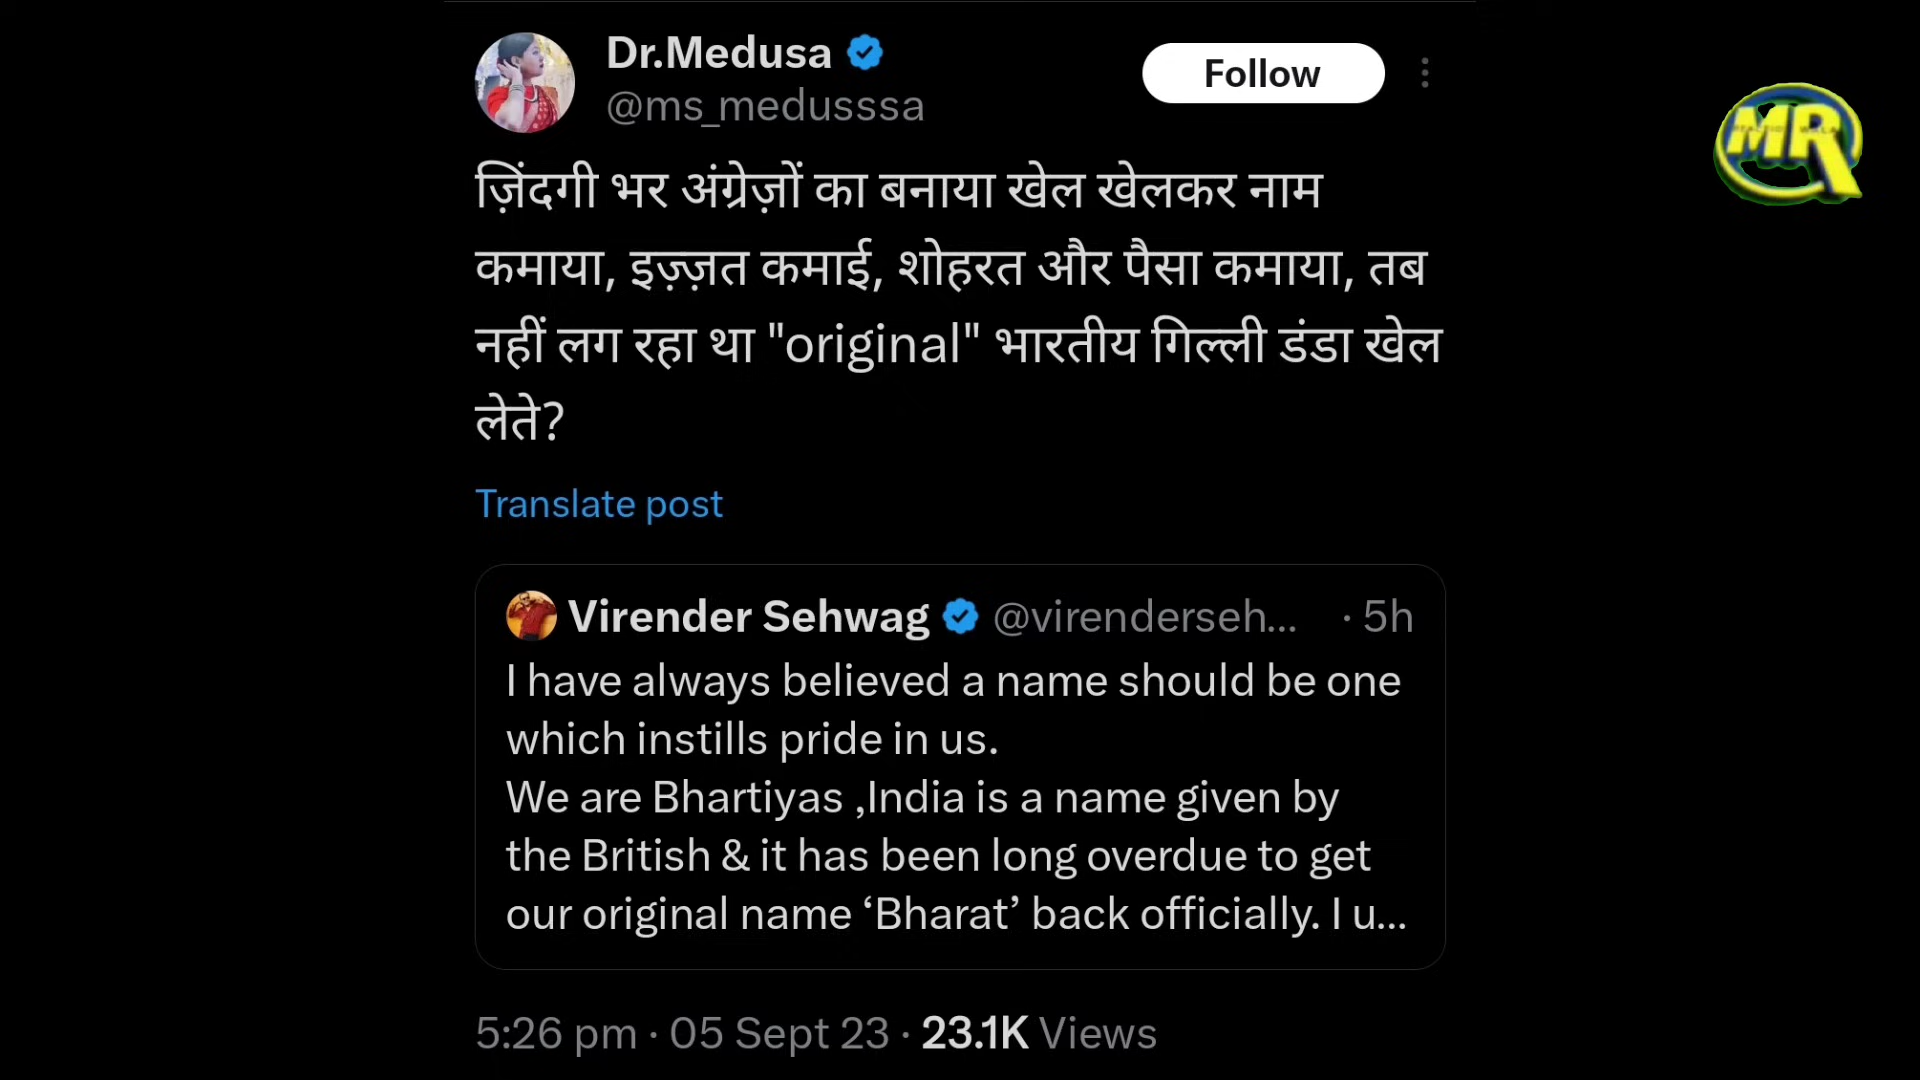 Dr.Medusa
Follow
@ms_medusssa
MR
ज़िंदगी भर अंग्रेज़ों का बनाया खेल खेलकर नाम
कमाया, इज़्ज़त कमाई, शोहरत और पैसा कमाया, तब
नहीं लग रहा था "original" भारतीय गिल्ली डंडा खेल
लेते?
Translate post
Virender Sehwag @virenderseh... · 5h
I have always believed a name should be one
which instills pride in us.
We are Bhartiyas ,India is a name given by
the British & it has been long overdue to get
our original name ‘Bharat’ back officially. I u...
5:26 pm · 05 Sept 23 · 23.1K Views